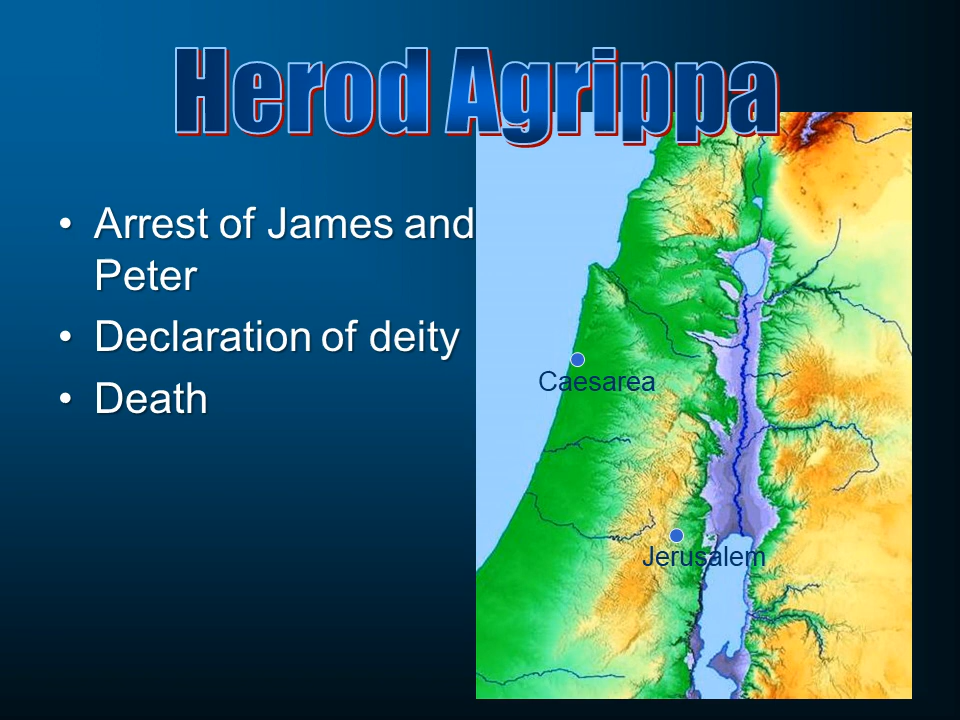 Herod Agrippa
• Arrest of James and
Peter
• Declaration of deity
• Death
Caesarea
Jerusalem